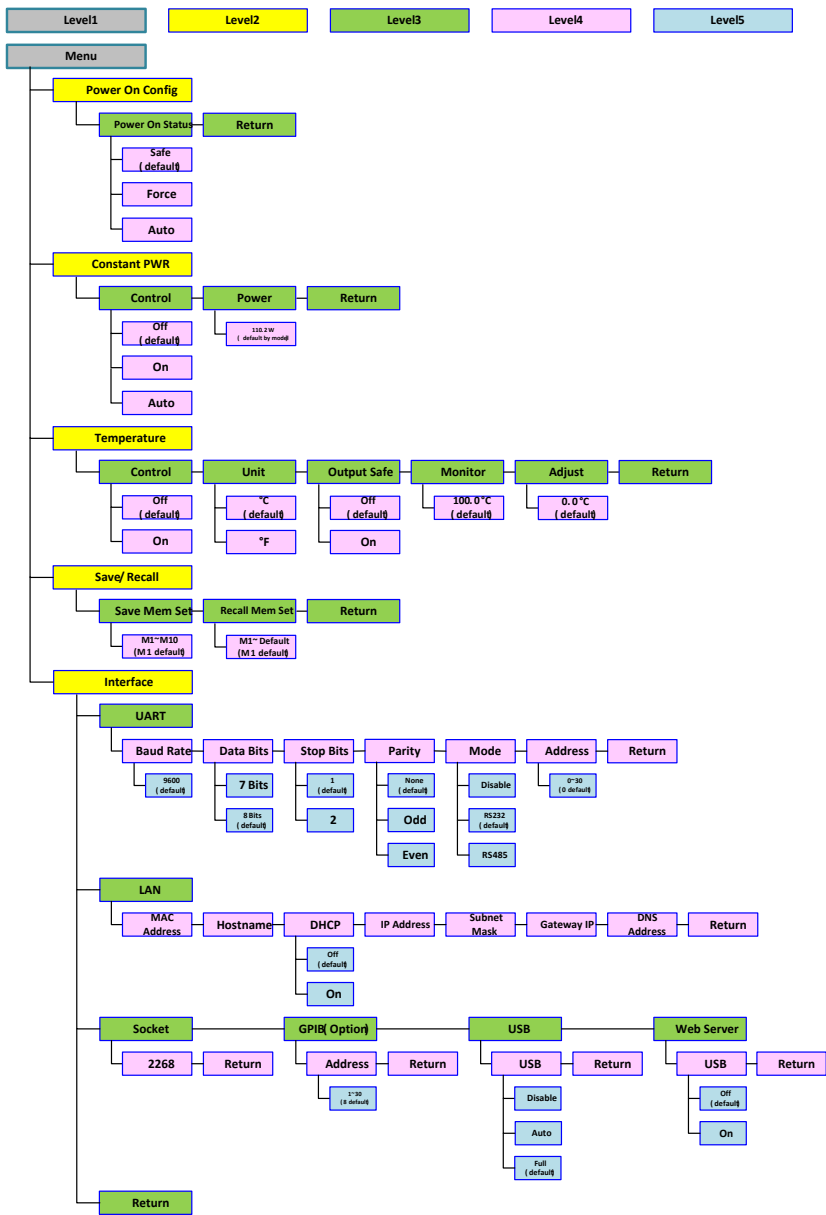 Level1
Level2
Level3
Level4
Level5
Menu
Power On Config
Power On Status
Return
Safe
( default)
Force
Auto
Constant PWR
Control
Power
Return
Off
( default)
110.2 W
( default by model)
On
Auto
Temperature
Control
Unit
Output Safe
Monitor
Adjust
Return
Off
( default)
°C
( default)
Off
( default)
100.0 °C
( default)
0.0 °C
( default)
On
°F
On
Save/ Recall
Save Mem Set
Recall Mem Set
Return
M1~M10
(M1 default)
M1~ Default
(M1 default)
Interface
UART
Baud Rate
Data Bits
Stop Bits
Parity
Mode
Address
Return
9600
( default)
7 Bits
1
( default)
None
( default)
Disable
0~30
( 0 default)
8 Bits
( default)
2
Odd
RS232
( default)
Even
RS485
LAN
MAC
Address
Hostname
DHCP
IP Address
Subnet
Mask
Gateway IP
DNS
Address
Return
Off
( default)
On
Socket
GPIB( Option)
USB
Web Server
2268
Return
Address
Return
USB
Return
USB
Return
1~30
( 8 default)
Disable
Off
( default)
Auto
On
Full
( default)
Return